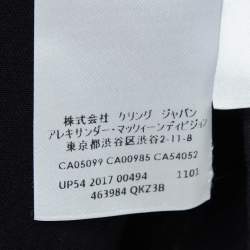 株式会社 ケリング ジャパン
アレキサンダー・マックイーンディビジョン
東京都渋谷区渋谷2-11-8
CA05099 CA00985 CA54052
UP54 2017 00494 1101
463984 QKZ3B